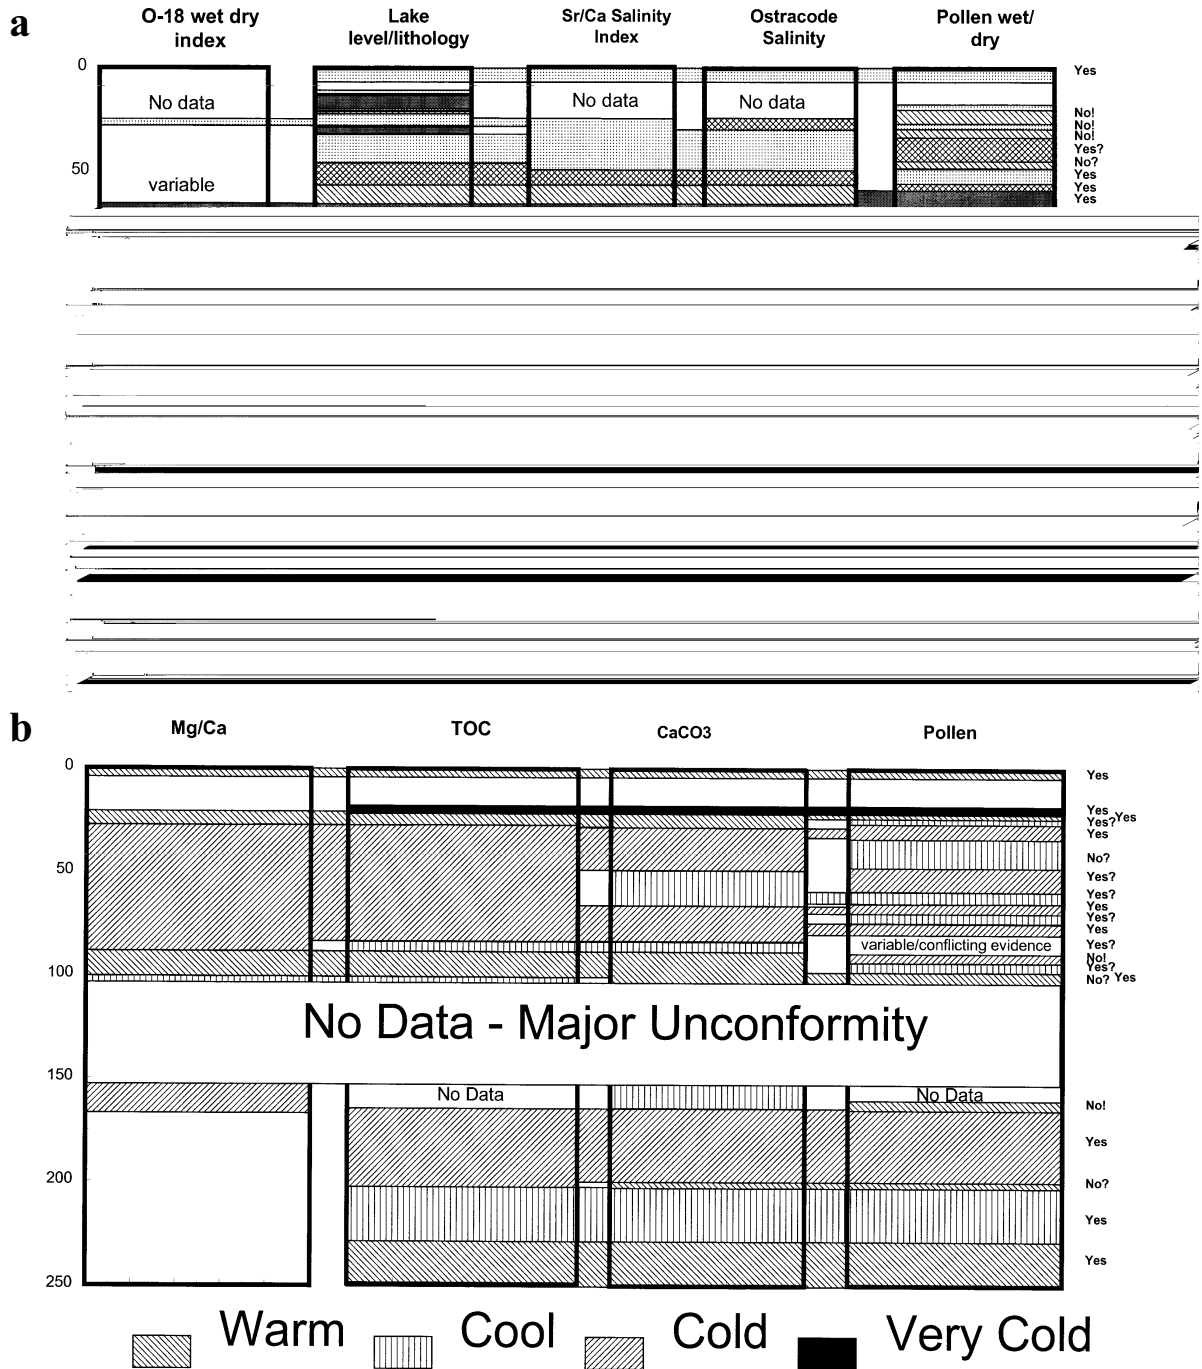 a
O-18 wet dry index
Lake level/lithology
Sr/Ca Salinity Index
Ostracode Salinity
Pollen wet/ dry
0
No data
No data
No data
50
variable
Yes
No!
No!
No!
Yes?
No?
Yes
Yes
Yes
b
Mg/Ca
TOC
CaCO3
Pollen
0
50
100
150
200
250
Yes
Yes
Yes? Yes
Yes
No?
Yes?
Yes?
Yes
Yes?
Yes
variable/conflicting evidence
Yes?
No!
Yes?
No? Yes
No Data - Major Unconformity
No Data
No Data
No!
Yes
No?
Yes
Yes
Warm
Cool
Cold
Very Cold